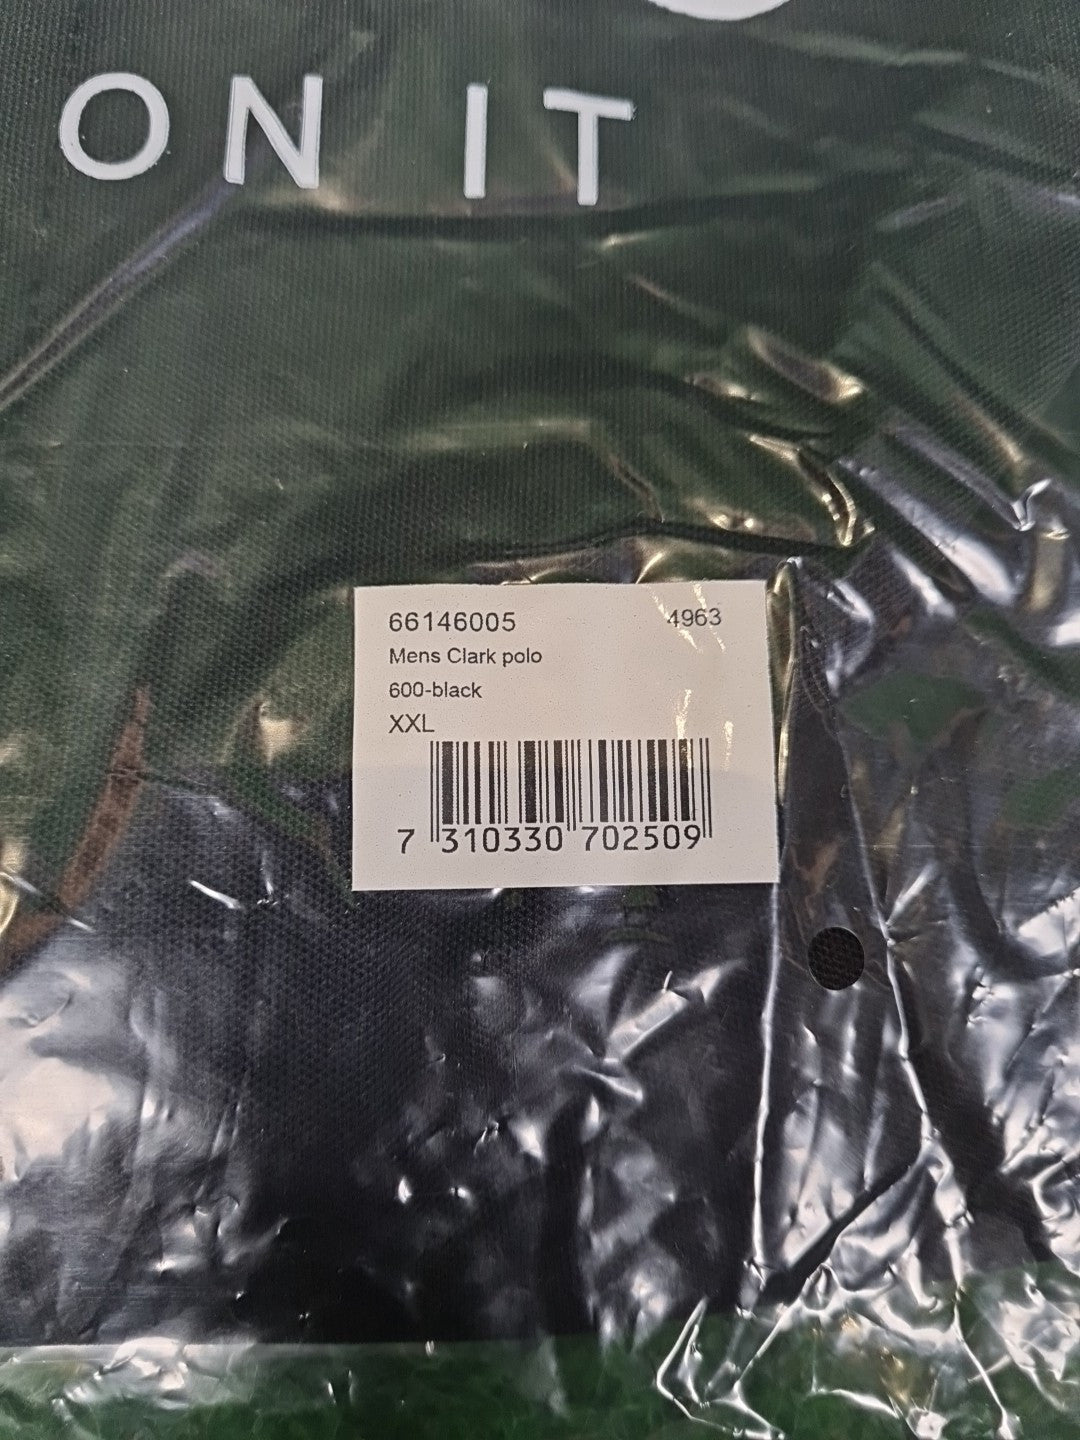 ON IT
66146005 4963
Mens Clark polo
600-black
XXL
7 310330 702509